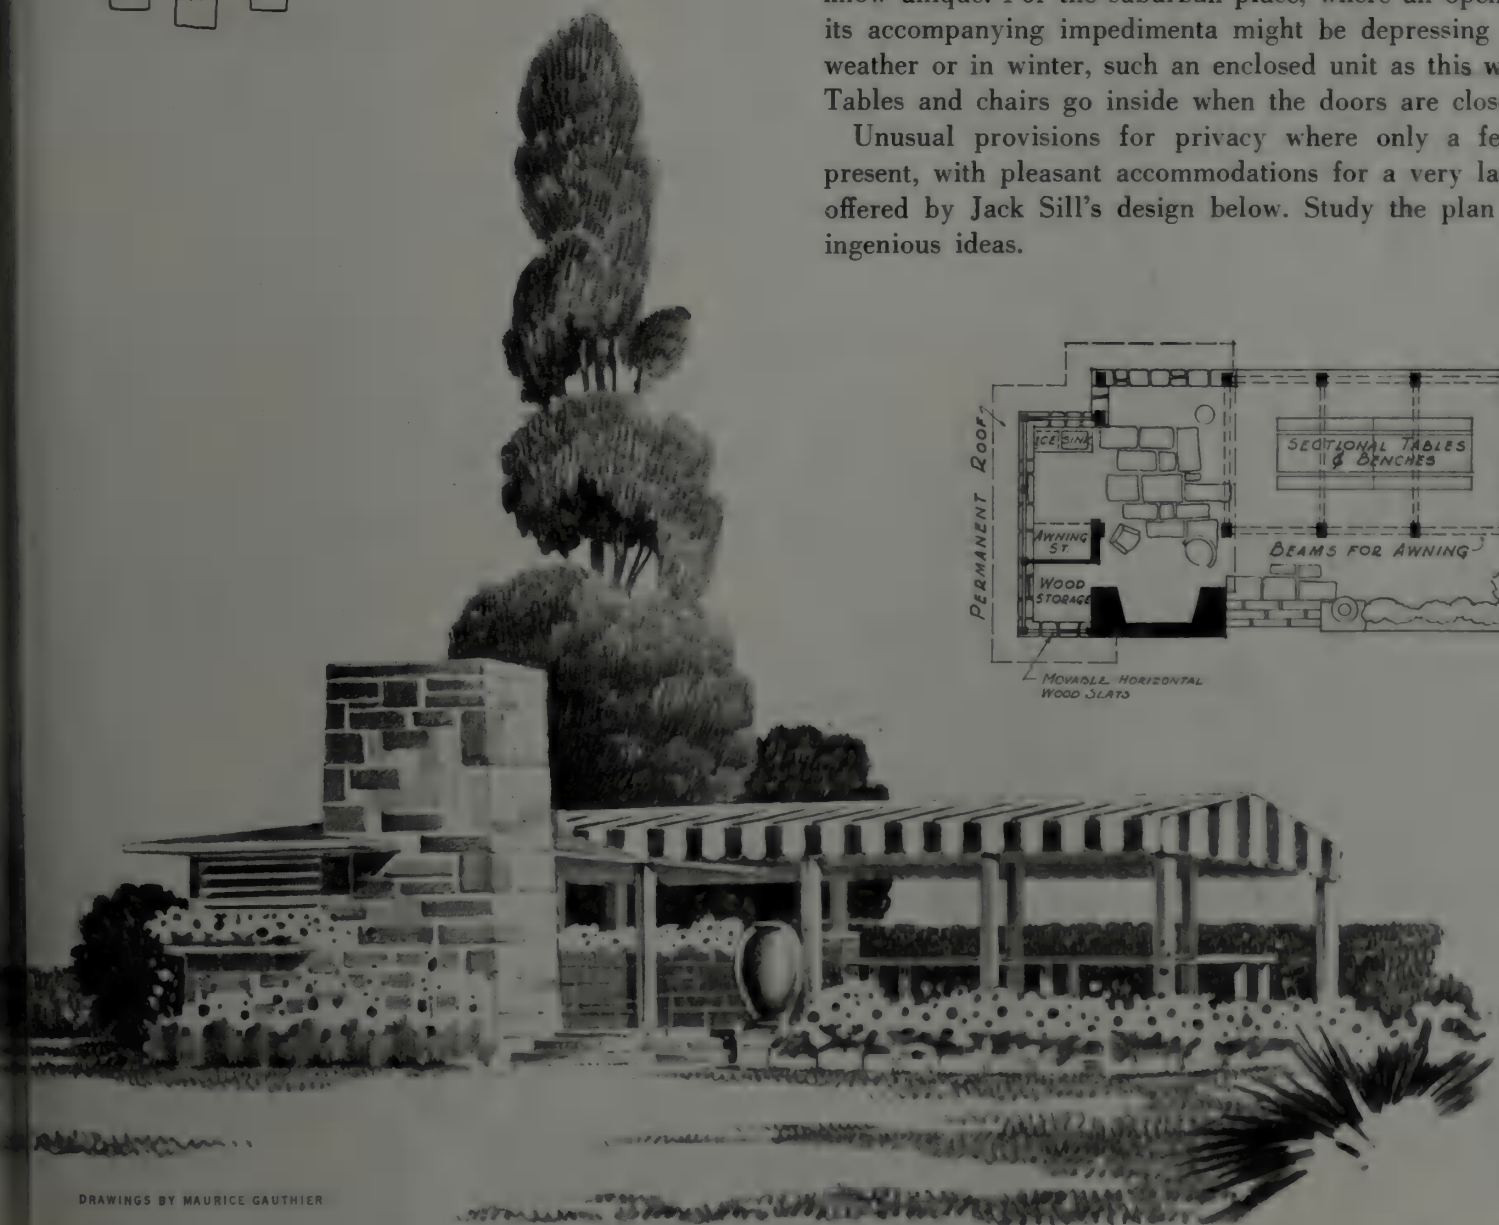 its accompanying impedimenta might be depressing
weather or in winter, such an enclosed unit as this
Tables and chairs go inside when the doors are
Unusual provisions for privacy where only a
present, with pleasant accommodations for a very
offered by Jack Sill's design below. Study the plan
ingenious ideas.
PERMANENT ROOF
ICE SINK
SECTIONAL TABLES
& BENCHES
AWNING
ST.
BEAMS FOR AWNING
WOOD
STORAGE
MOVABLE HORIZONTAL
WOOD SLATS
DRAWINGS BY MAURICE GAUTHIER